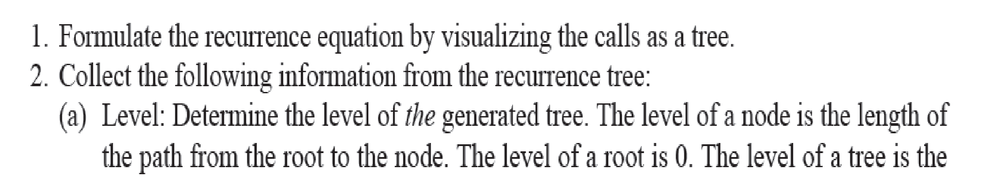 1. Formulate the recurrence equation by visualizing the calls as a tree.
2. Collect the following information from the recurrence tree:
(a) Level: Determine the level of the generated tree. The level of a node is the length of
the path from the root to the node. The level of a root is 0. The level of a tree is the